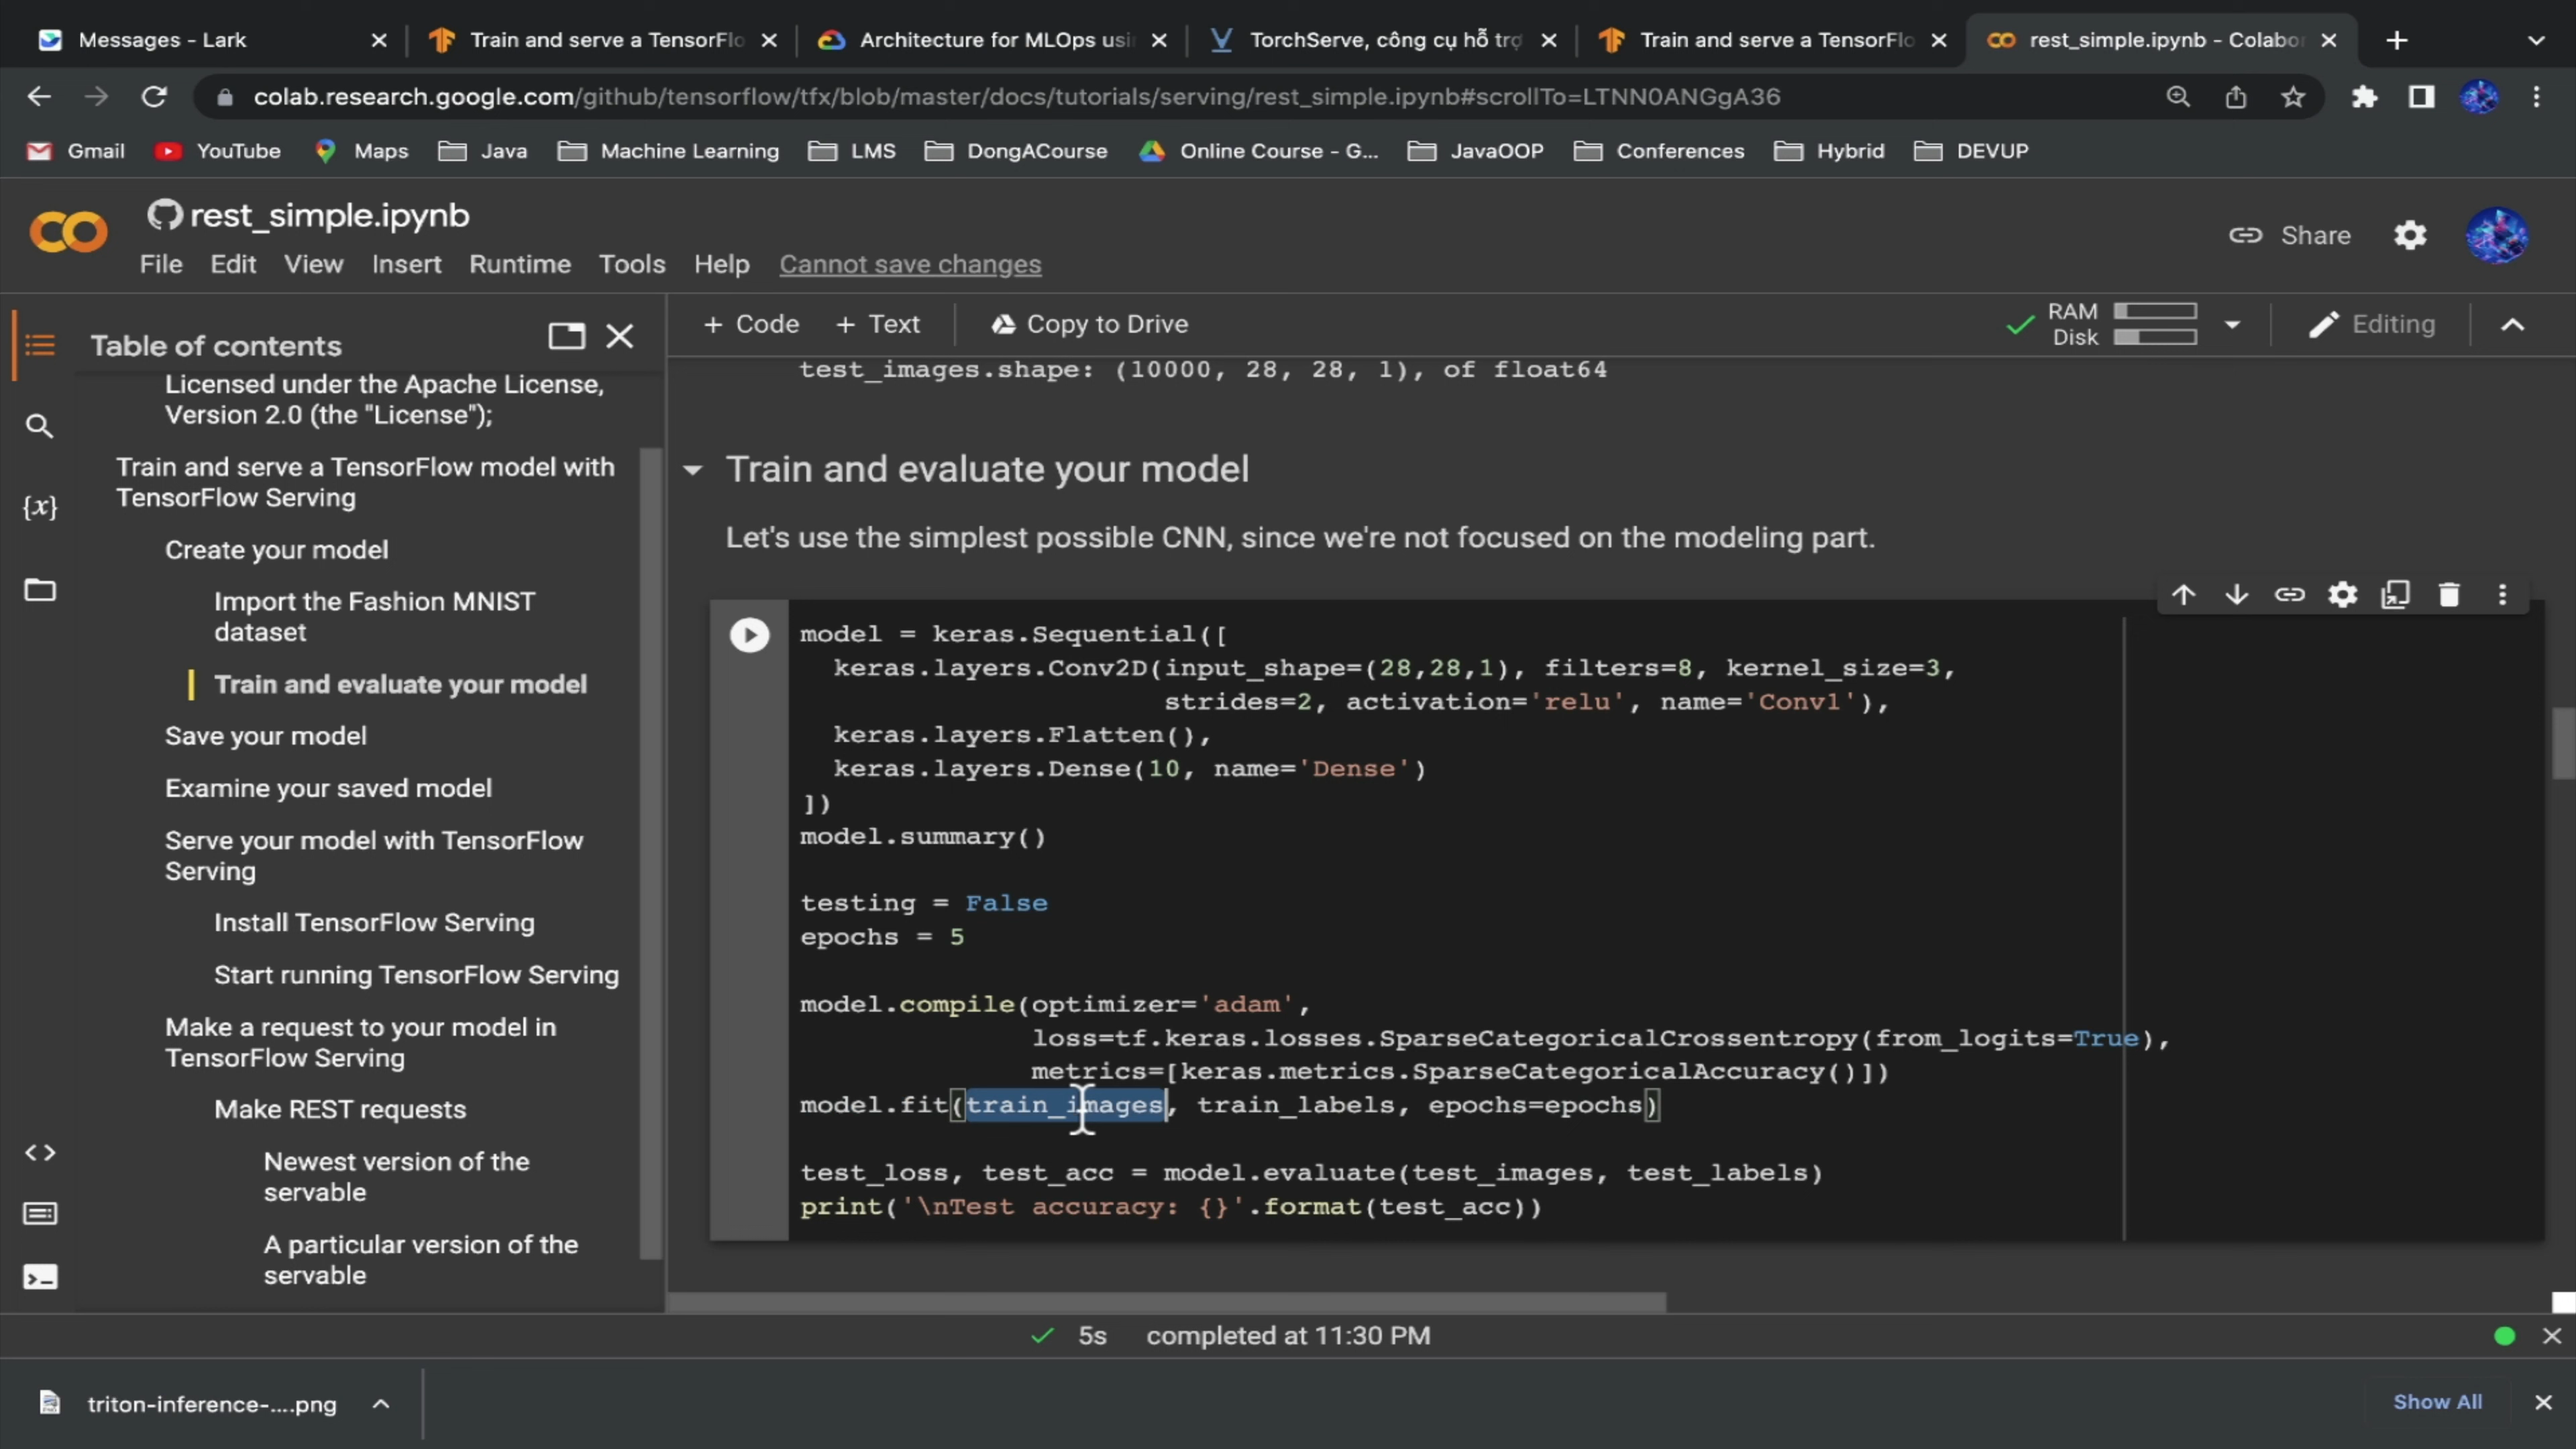 Messages - Lark
Train and serve a TensorFlo
Architecture for MLOps usi
TorchServe, công cụ hỗ trợ
Train and serve a TensorFlo
rest_simple.ipynb - Colabo
colab.research.google.com/github/tensorflow/tfx/blob/master/docs/tutorials/serving/rest_simple.ipynb#scrollTo=LTNN0ANGgA36
Gmail
YouTube
Maps
Java
Machine Learning
LMS
DongACourse
Online Course - G...
JavaOOP
Conferences
Hybrid
DEVUP
rest_simple.ipynb
File Edit View Insert Runtime Tools Help Cannot save changes
Share
Table of contents
Licensed under the Apache License,
Version 2.0 (the "License");
Train and serve a TensorFlow model with
TensorFlow Serving
Create your model
Import the Fashion MNIST
dataset
Train and evaluate your model
Save your model
Examine your saved model
Serve your model with TensorFlow
Serving
Install TensorFlow Serving
Start running TensorFlow Serving
Make a request to your model in
TensorFlow Serving
Make REST requests
Newest version of the
servable
A particular version of the
servable
{x}
+ Code
+ Text
Copy to Drive
RAM
Disk
Editing
test_images.shape: (10000, 28, 28, 1), of float64
Train and evaluate your model
Let's use the simplest possible CNN, since we're not focused on the modeling part.
model = keras.Sequential([
keras.layers.Conv2D(input_shape=(28,28,1), filters=8, kernel_size=3,
strides=2, activation='relu', name='Conv1'),
keras.layers.Flatten(),
keras.layers.Dense(10, name='Dense')
])
model.summary()
testing = False
epochs = 5
model.compile(optimizer='adam',
loss=tf.keras.losses.SparseCategoricalCrossentropy(from_logits=True),
metrics=[keras.metrics.SparseCategoricalAccuracy()])
model.fit(train_images, train_labels, epochs=epochs)
test_loss, test_acc = model.evaluate(test_images, test_labels)
print('\nTest accuracy: {}'.format(test_acc))
5s completed at 11:30 PM
triton-inference-....png
Show All